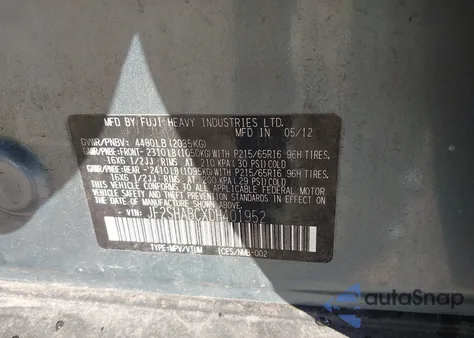 MFD BY FUJI HEAVY INDUSTRIES LTD.
IN 05/12
GVWR/PNBV: 4480LB(2035KG)
GAWR/PNBE: FRONT-2310LB(1050KG)WITH P215/65R16 96H TIRES,
16X6 1/2JJ RIMS AT 210 KPA(30 PSI)COLD
GAWR/PNBE: REAR -2410LB(1095KG)WITH P215/65R16 96H TIRES,
16X6 1/2JJ RIMS AT 200 KPA(29 PSI)COLD
THIS VEHICLE CONFORMS TO ALL APPLICABLE FEDERAL MOTOR
VEHICLE SAFETY STANDARDS IN EFFECT ON THE DATE OF
MANUFACTURE SHOWN ABOVE.
VIN: JF2SHABCXDH401952
TYPE:MPV/VTUM ICES/NMB-002
autoSnap